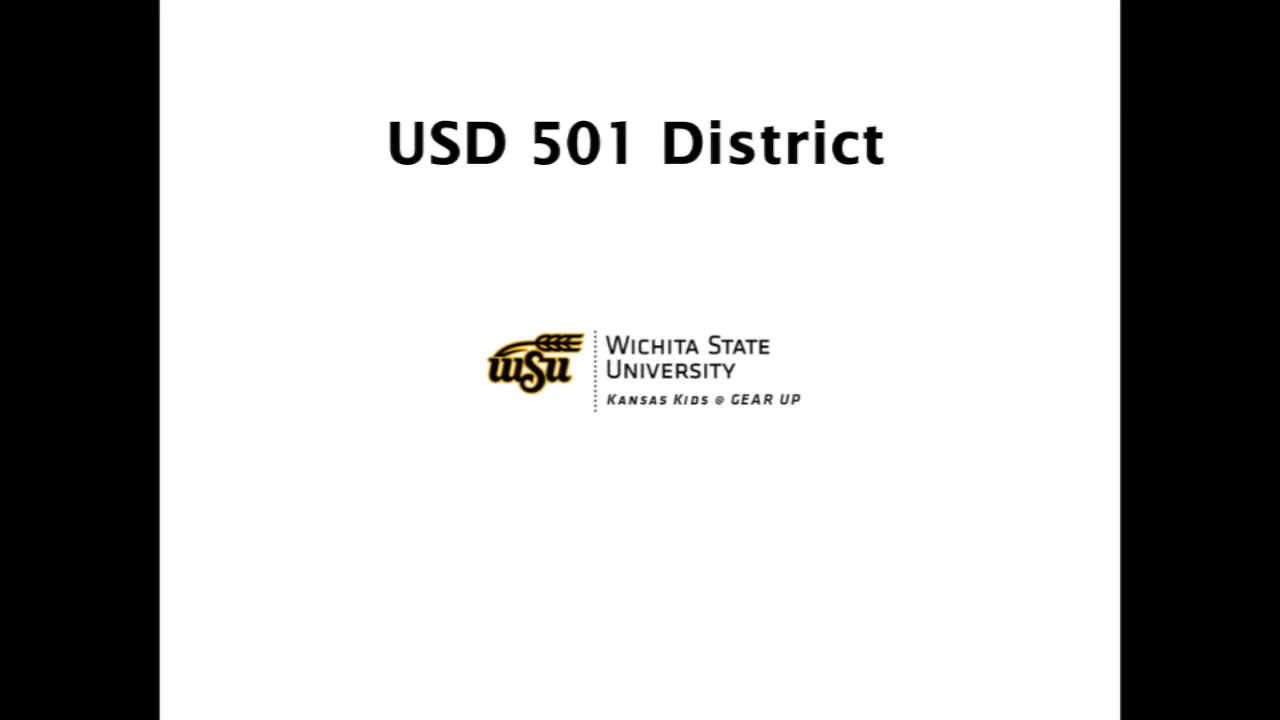 USD 501 District
WSU
WICHITA STATE
UNIVERSITY
KANSAS KIDS @ GEAR UP